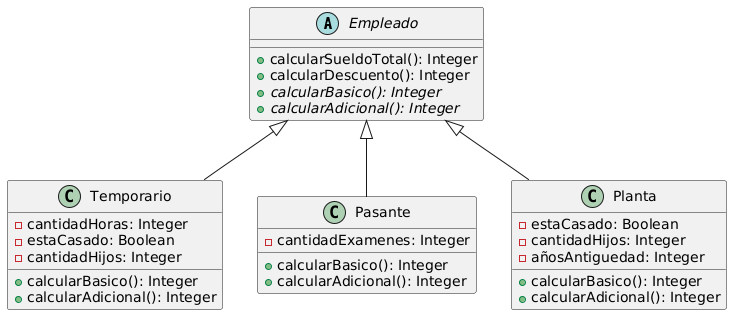 A Empleado
calcularSueldoTotal(): Integer
calcularDescuento(): Integer
calcularBasico(): Integer
calcularAdicional(): Integer
C Temporario
cantidadHoras: Integer
estaCasado: Boolean
cantidadHijos: Integer
calcularBasico(): Integer
calcularAdicional(): Integer
C Pasante
cantidadExamenes: Integer
calcularBasico(): Integer
calcularAdicional(): Integer
C Planta
estaCasado: Boolean
cantidadHijos: Integer
añosAntiguedad: Integer
calcularBasico(): Integer
calcularAdicional(): Integer